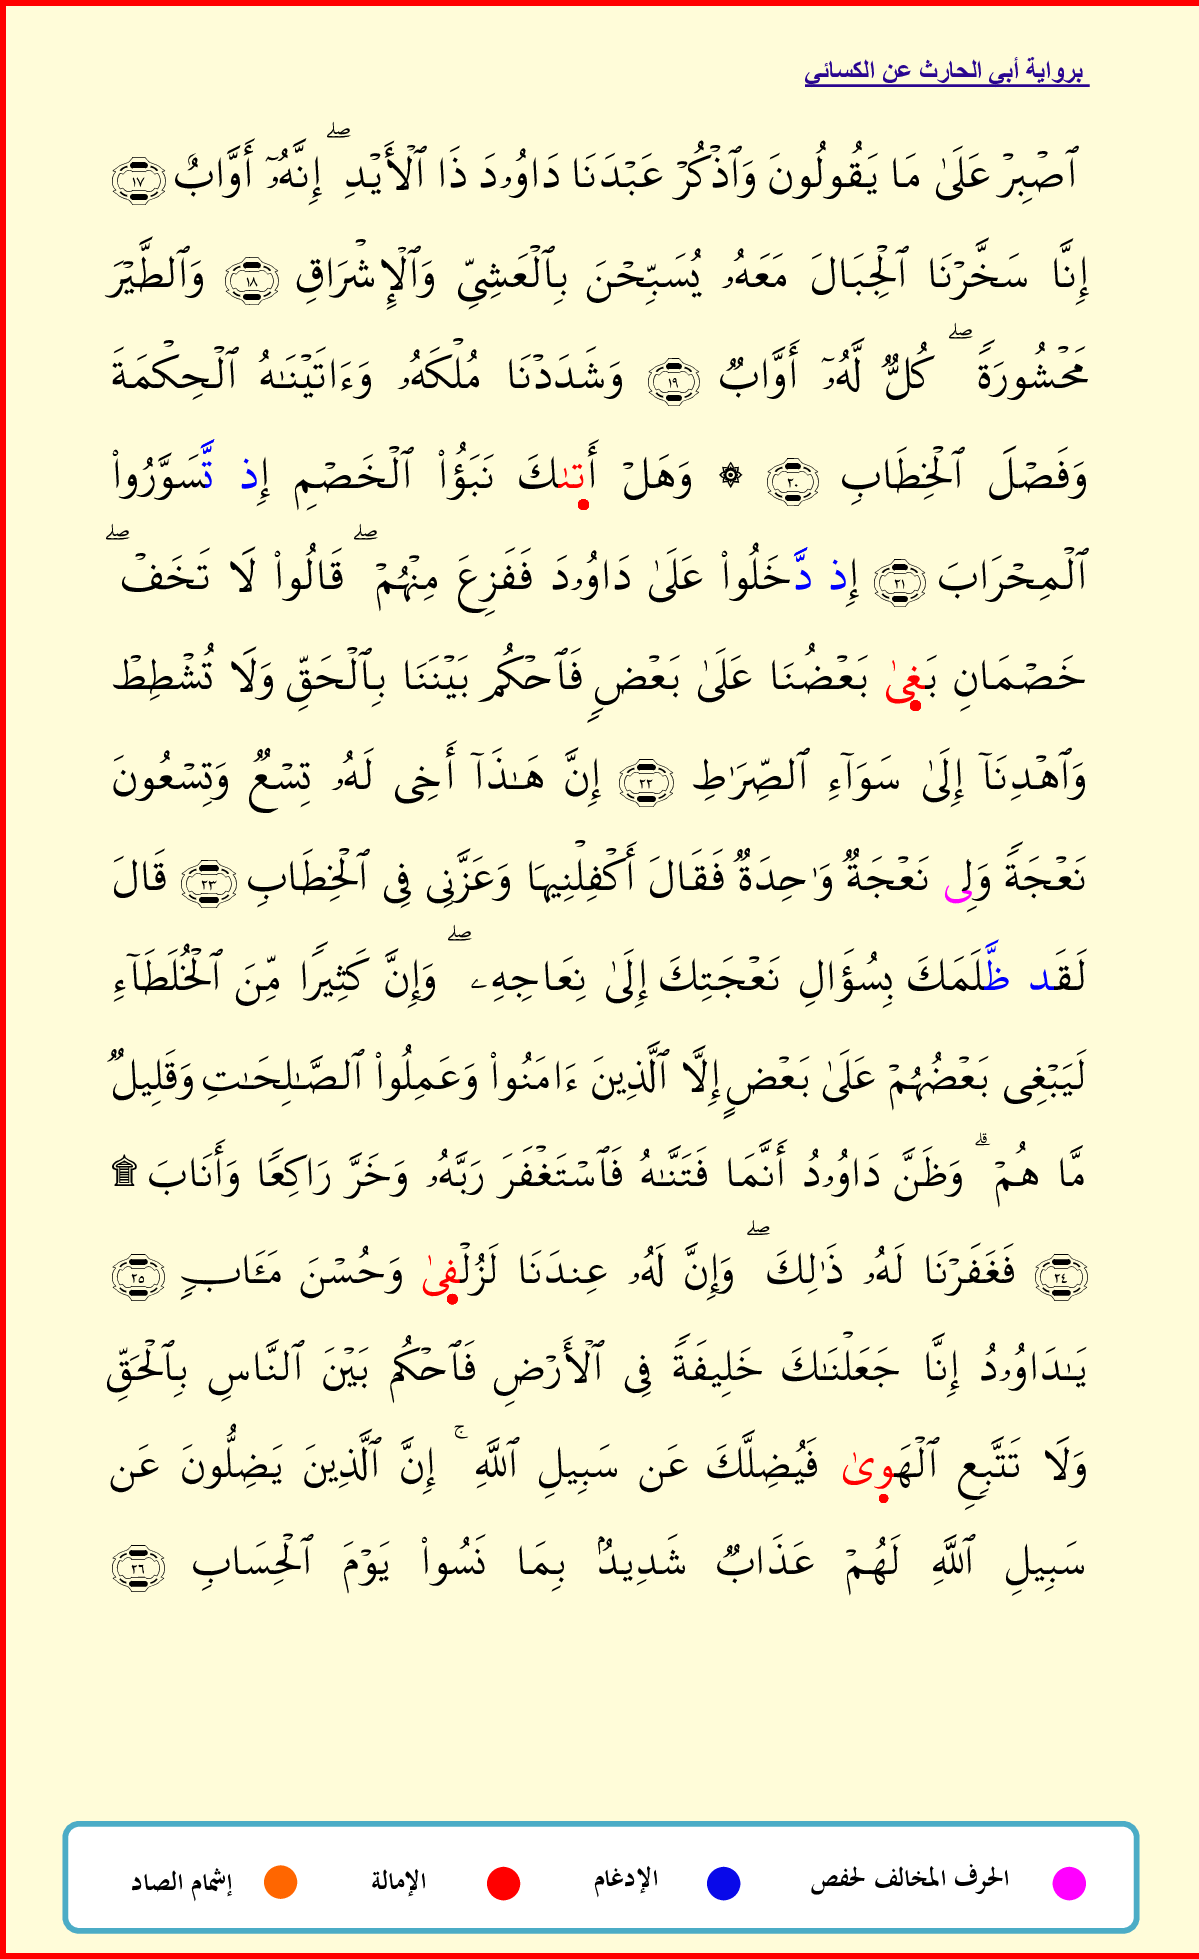 برواية أبي الحارث عن الكسائي
ٱصۡبِرۡ عَلَىٰ مَا يَقُولُونَ وَٱذۡكُرۡ عَبۡدَنَا دَاوُۥدَ ذَا ٱلۡأَيۡدِۖ إِنَّهُۥٓ أَوَّابٌ ١٧
إِنَّا سَخَّرۡنَا ٱلۡجِبَالَ مَعَهُۥ يُسَبِّحۡنَ بِٱلۡعَشِيِّ وَٱلۡإِشۡرَاقِ ١٨ وَٱلطَّيۡرَ
مَحۡشُورَةٗۖ كُلّٞ لَّهُۥٓ أَوَّابٞ ١٩ وَشَدَدۡنَا مُلۡكَهُۥ وَءَاتَيۡنَٰهُ ٱلۡحِكۡمَةَ
وَفَصۡلَ ٱلۡخِطَابِ ٢٠ ۞ وَهَلۡ أَتىٰكَ نَبَؤُاْ ٱلۡخَصۡمِ إِذ تَّسَوَّرُواْ
ٱلۡمِحۡرَابَ ٢١ إِذ دَّخَلُواْ عَلَىٰ دَاوُۥدَ فَفَزِعَ مِنۡهُمۡۖ قَالُواْ لَا تَخَفۡۖ
خَصۡمَانِ بَغىٰ بَعۡضُنَا عَلَىٰ بَعۡضٖ فَٱحۡكُم بَيۡنَنَا بِٱلۡحَقِّ وَلَا تُشۡطِطۡ
وَٱهۡدِنَآ إِلَىٰ سَوَآءِ ٱلصِّرَٰطِ ٢٢ إِنَّ هَٰذَآ أَخِي لَهُۥ تِسۡعٞ وَتِسۡعُونَ
نَعۡجَةٗ وَلِي نَعۡجَةٞ وَٰحِدَةٞ فَقَالَ أَكۡفِلۡنِيهَا وَعَزَّنِي فِي ٱلۡخِطَابِ ٢٣ قَالَ
لَقَد ظَّلَمَكَ بِسُؤَالِ نَعۡجَتِكَ إِلَىٰ نِعَاجِهِۦۖ وَإِنَّ كَثِيرٗا مِّنَ ٱلۡخُلَطَآءِ
لَيَبۡغِي بَعۡضُهُمۡ عَلَىٰ بَعۡضٍ إِلَّا ٱلَّذِينَ ءَامَنُواْ وَعَمِلُواْ ٱلصَّٰلِحَٰتِ وَقَلِيلٞ
مَّا هُمۡۗ وَظَنَّ دَاوُۥدُ أَنَّمَا فَتَنَّٰهُ فَٱسۡتَغۡفَرَ رَبَّهُۥ وَخَرَّ رَاكِعٗا وَأَنَابَ ۩
٢٤ فَغَفَرۡنَا لَهُۥ ذَٰلِكَۖ وَإِنَّ لَهُۥ عِندَنَا لَزُلۡفىٰ وَحُسۡنَ مَـَٔابٖ ٢٥
يَٰدَاوُۥدُ إِنَّا جَعَلۡنَٰكَ خَلِيفَةٗ فِي ٱلۡأَرۡضِ فَٱحۡكُم بَيۡنَ ٱلنَّاسِ بِٱلۡحَقِّ
وَلَا تَتَّبِعِ ٱلۡهَوىٰ فَيُضِلَّكَ عَن سَبِيلِ ٱللَّهِۚ إِنَّ ٱلَّذِينَ يَضِلُّونَ عَن
سَبِيلِ ٱللَّهِ لَهُمۡ عَذَابٞ شَدِيدُۢ بِمَا نَسُواْ يَوۡمَ ٱلۡحِسَابِ ٢٦
الحرف المخالف لحفص الإدغام الإمالة إشمام الصاد